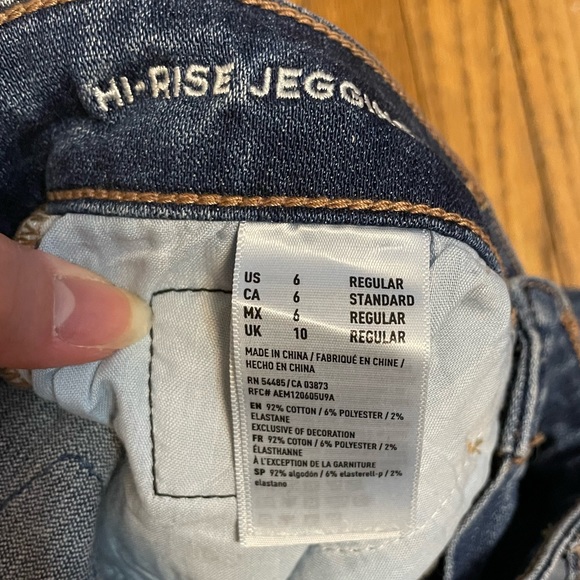 HI-RISE JEGGING
US 6 REGULAR
CA 6 STANDARD
MX 6 REGULAR
UK 10 REGULAR
MADE IN CHINA / FABRIQUÉ EN CHINE /
HECHO EN CHINA
RN 54485/CA 03873
RFC# AEM120605U9A
EN 92% COTTON / 6% POLYESTER / 2%
ELASTANE
EXCLUSIVE OF DECORATION
FR 92% COTON / 6% POLYESTER / 2%
ÉLASTHANNE
À L'EXCEPTION DE LA GARNITURE
SP 92% algodón / 6% elasterell-p / 2%
elastano